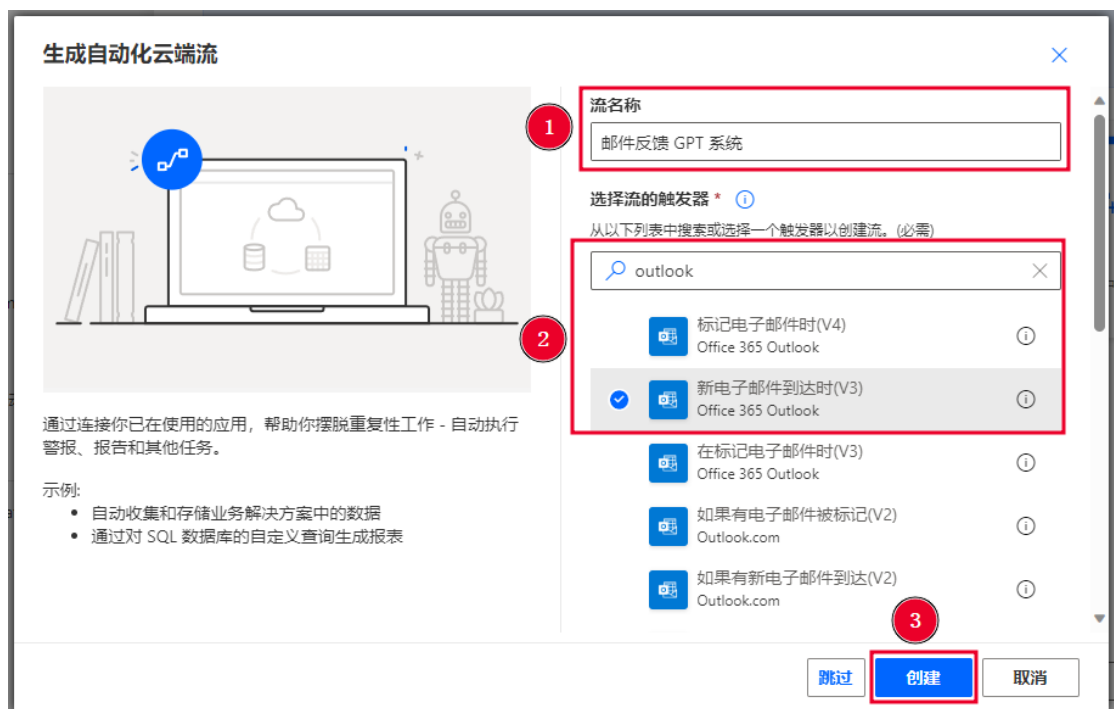 生成自动化云端流
流名称
1
邮件反馈 GPT 系统
选择流的触发器 *
从以下列表中搜索或选择一个触发器以创建流。(必需)
outlook
2
标记电子邮件时(V4)
Office 365 Outlook
新电子邮件到达时(V3)
Office 365 Outlook
在标记电子邮件时(V3)
Office 365 Outlook
如果有电子邮件被标记(V2)
Outlook.com
如果有新电子邮件到达(V2)
Outlook.com
通过连接你已在使用的应用，帮助你摆脱重复性工作 - 自动执行
警报、报告和其他任务。
示例:
• 自动收集和存储业务解决方案中的数据
• 通过对 SQL 数据库的自定义查询生成报表
3
跳过
创建
取消